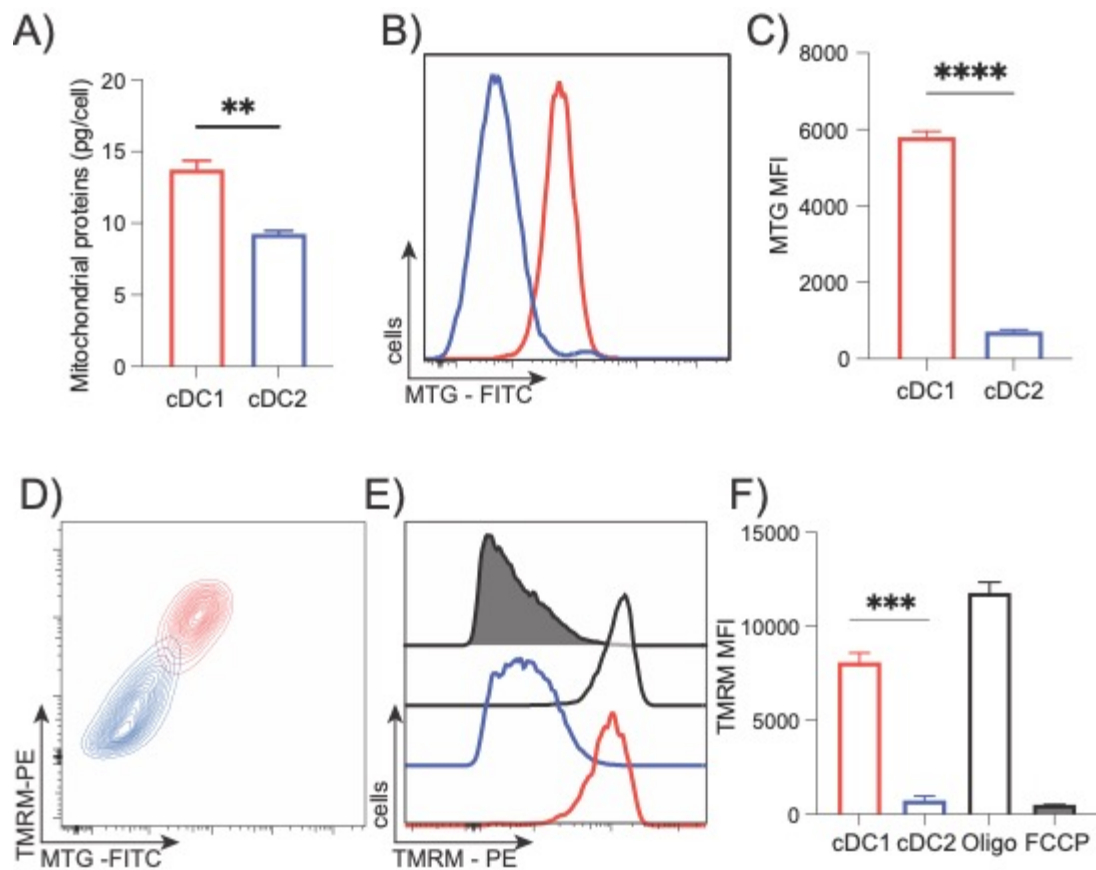 A)
Mitochondrial proteins (pg/cell)
20
15
10
5
0
**
cDC1 cDC2
B)
cells
MTG - FITC
C)
MTG MFI
8000
6000
4000
2000
0
****
cDC1 cDC2
D)
TMRM-PE
MTG -FITC
E)
cells
TMRM - PE
F)
TMRM MFI
15000
10000
5000
0
***
cDC1 cDC2 Oligo FCCP